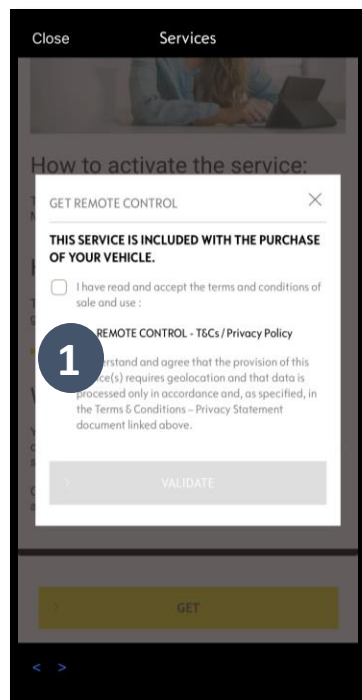 Close Services
How to activate the service:
GET REMOTE CONTROL
THIS SERVICE IS INCLUDED WITH THE PURCHASE
OF YOUR VEHICLE.
I have read and accept the terms and conditions of
sale and use :
REMOTE CONTROL - T&Cs / Privacy Policy
1
and agree that the provision of this
requires geolocation and that data is
processed only in accordance and, as specified, in
the Terms & Conditions – Privacy Statement
document linked above.
VALIDATE
GET